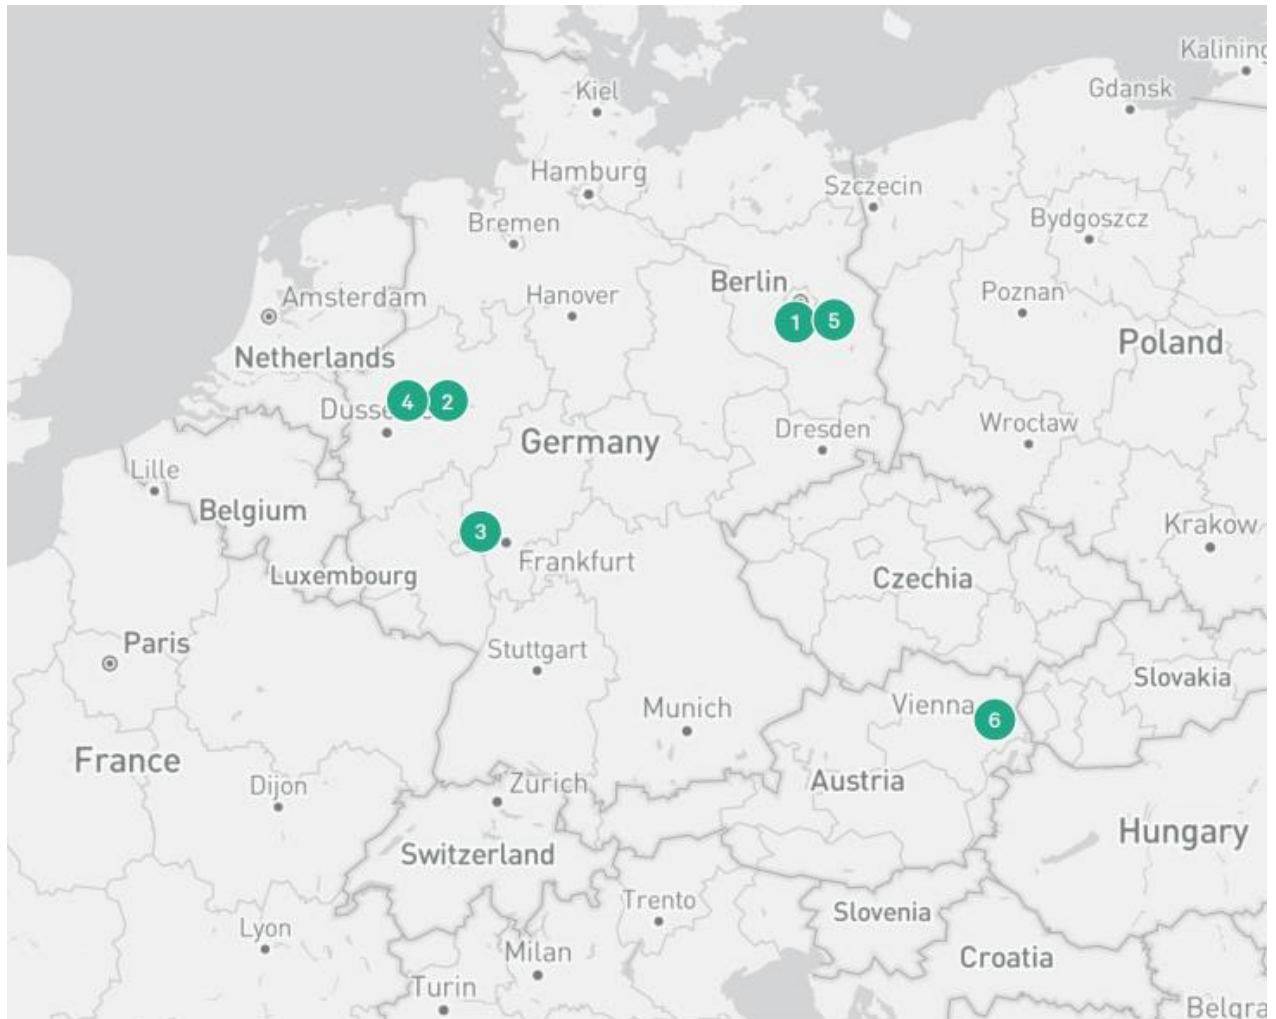 Kalining
Kiel
Gdansk
Hamburg
Szczecin
Bremen
Bydgoszcz
Berlin
Amsterdam
Hanover
Poznan
1
5
Netherlands
Poland
4
2
Dusse
Germany
Dresden
Wrocław
Lille
Belgium
3
Krakow
Frankfurt
Luxembourg
Czechia
Paris
Stuttgart
Slovakia
Munich
Vienna
6
France
Dijon
Zurich
Austria
Hungary
Switzerland
Trento
Slovenia
Lyon
Milan
Croatia
Turin
Belgra